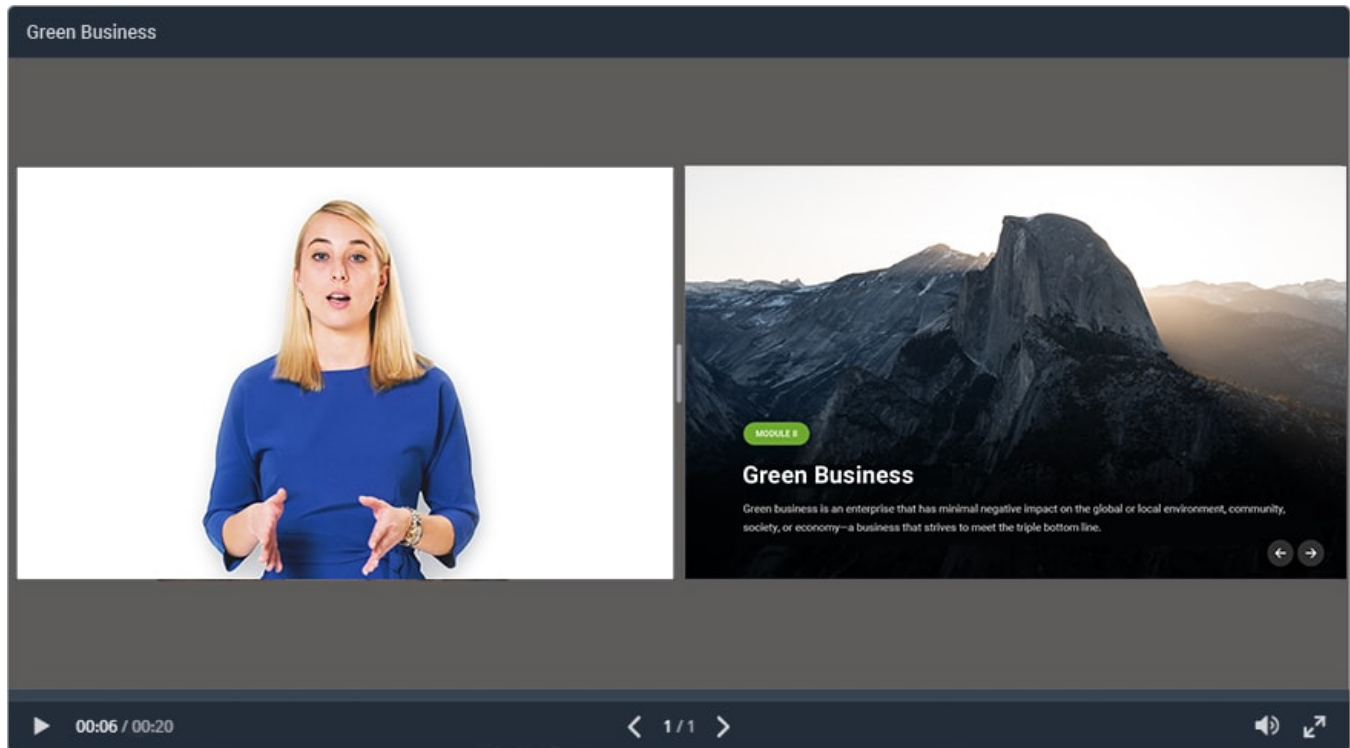 Green Business
MODULE II
Green Business
Green business is an enterprise that has minimal negative impact on the global or local environment, community,
society, or economy—a business that strives to meet the triple bottom line.
00:06 / 00:20
1 / 1